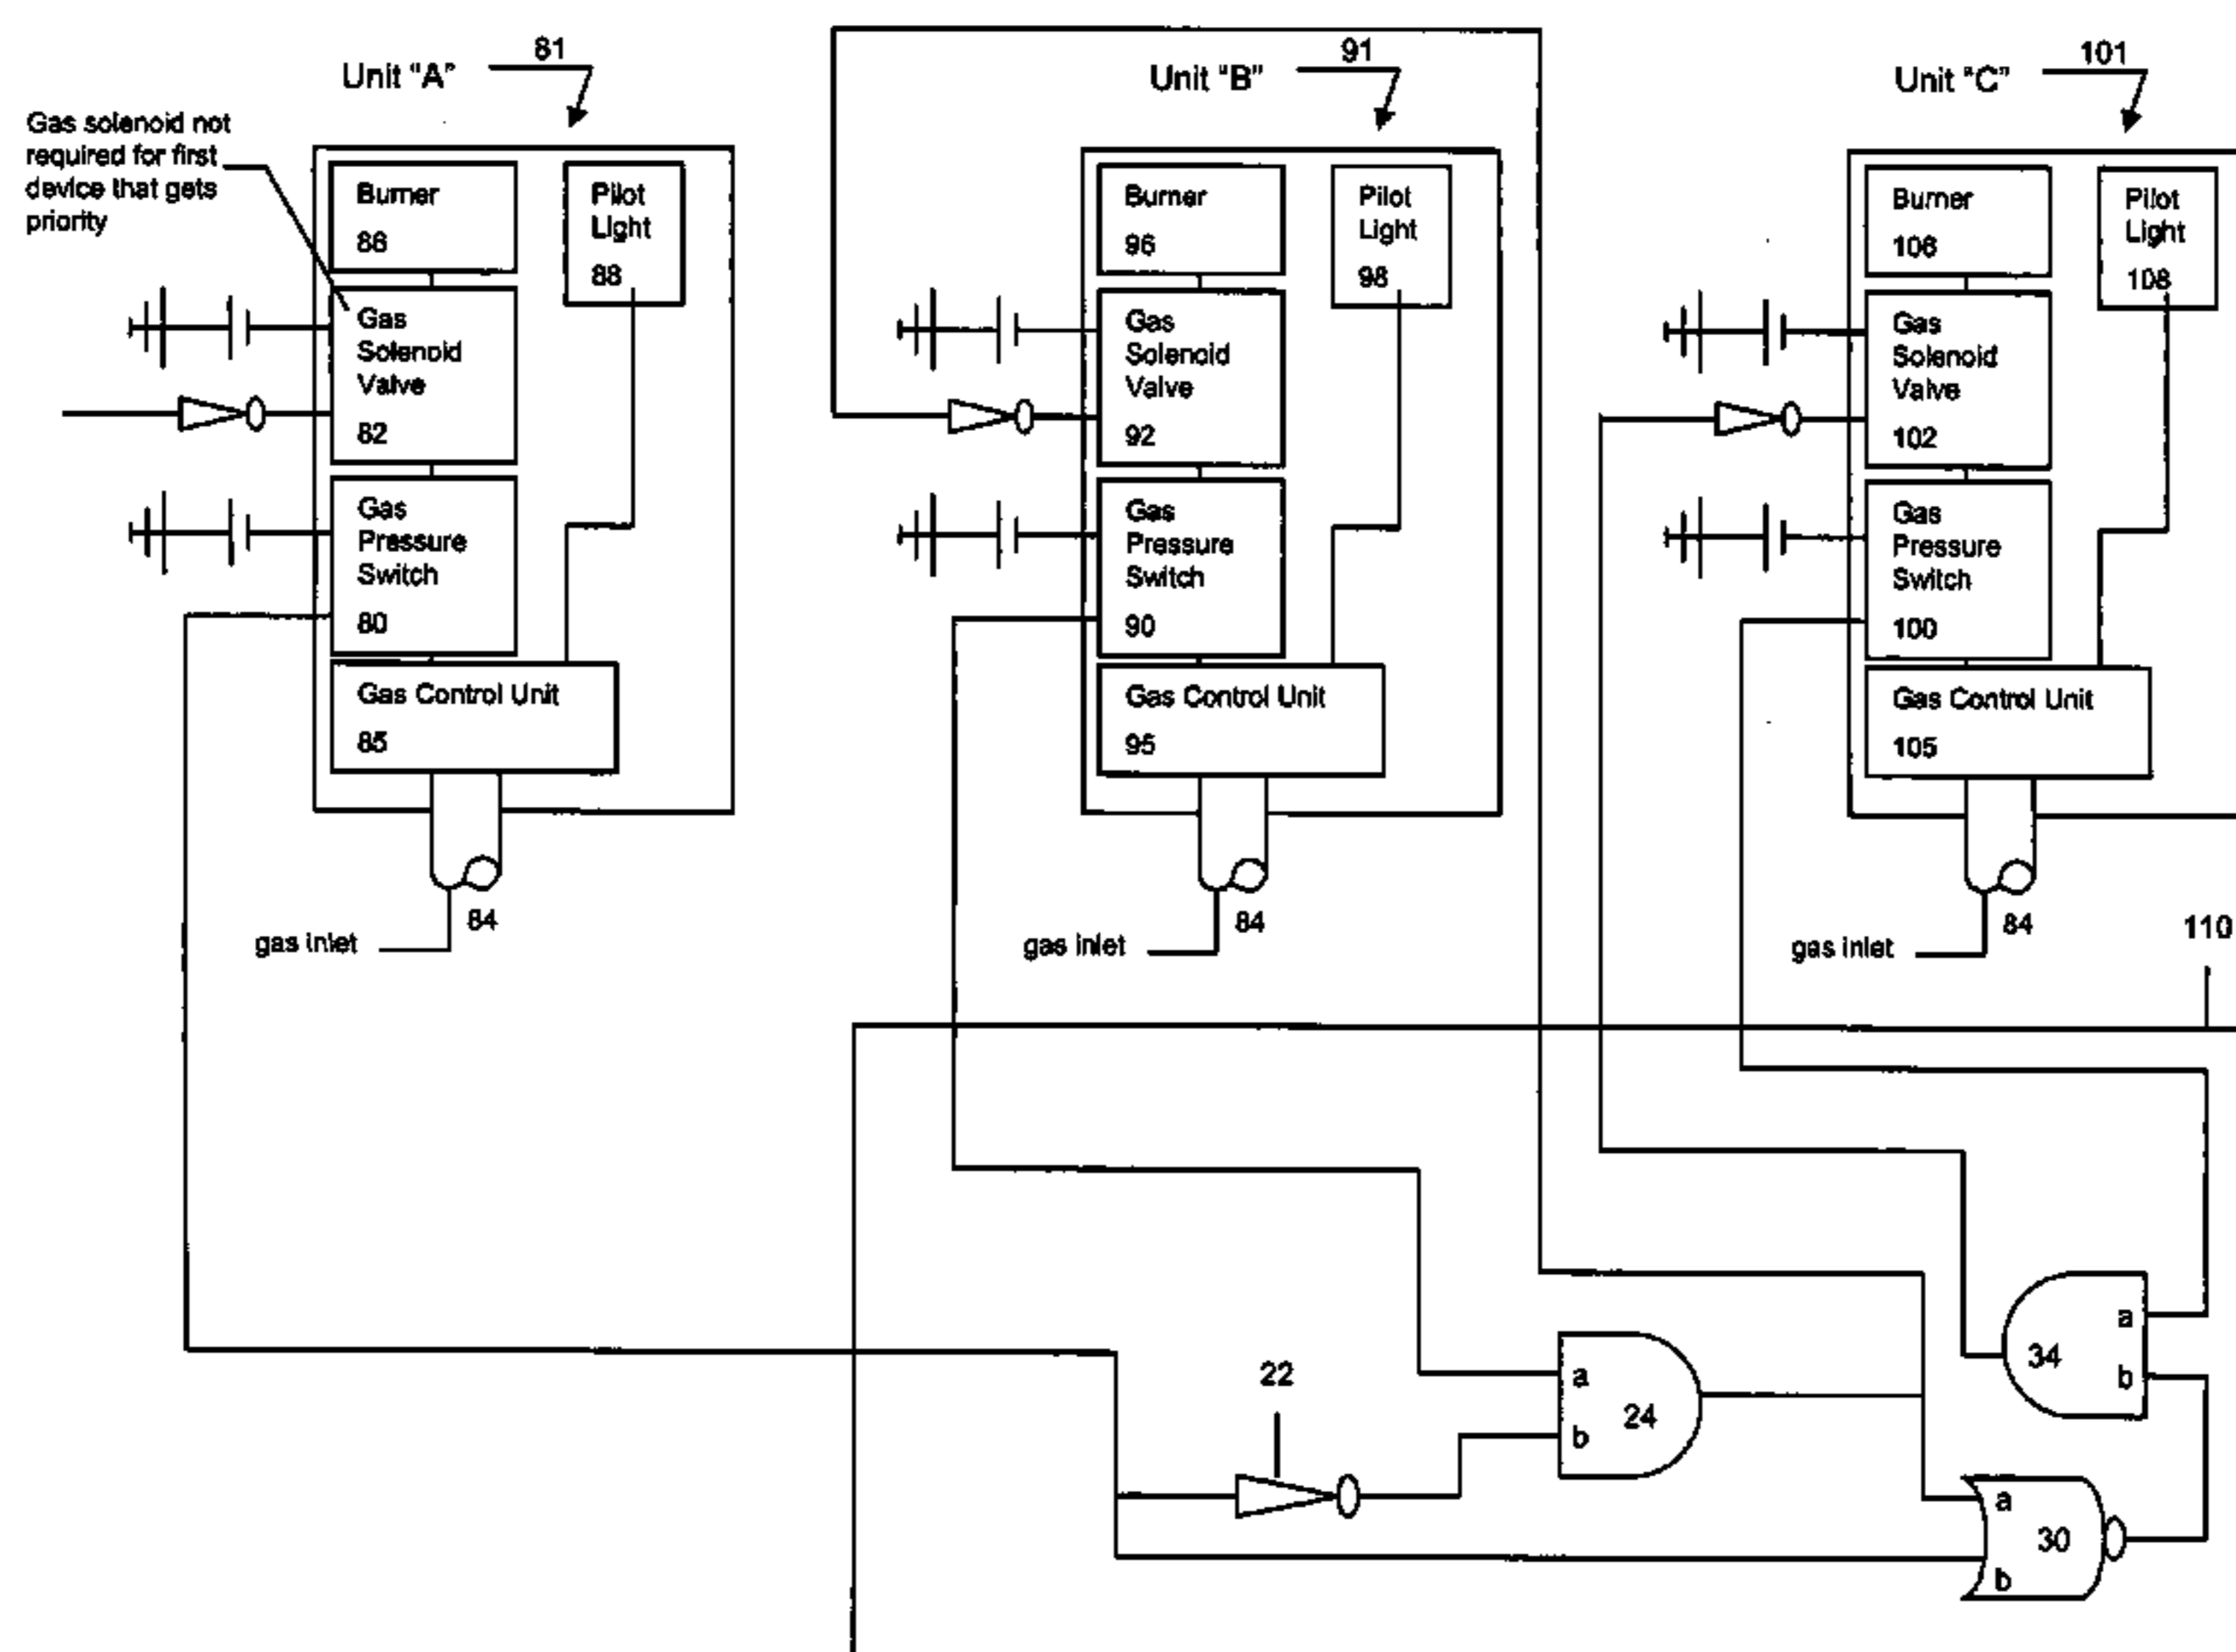 81
Unit "A"
91
Unit "B"
101
Unit "C"
Gas solenoid not
required for first
device that gets
priority
Burner
86
Pilot
Light
88
Gas
Solenoid
Valve
82
Gas
Pressure
Switch
80
Gas Control Unit
85
84
gas inlet
Burner
96
Pilot
Light
98
Gas
Solenoid
Valve
92
Gas
Pressure
Switch
90
Gas Control Unit
95
84
gas inlet
Burner
106
Pilot
Light
108
Gas
Solenoid
Valve
102
Gas
Pressure
Switch
100
Gas Control Unit
105
84
gas inlet
110
22
a
24
b
a
34
b
a
30
b